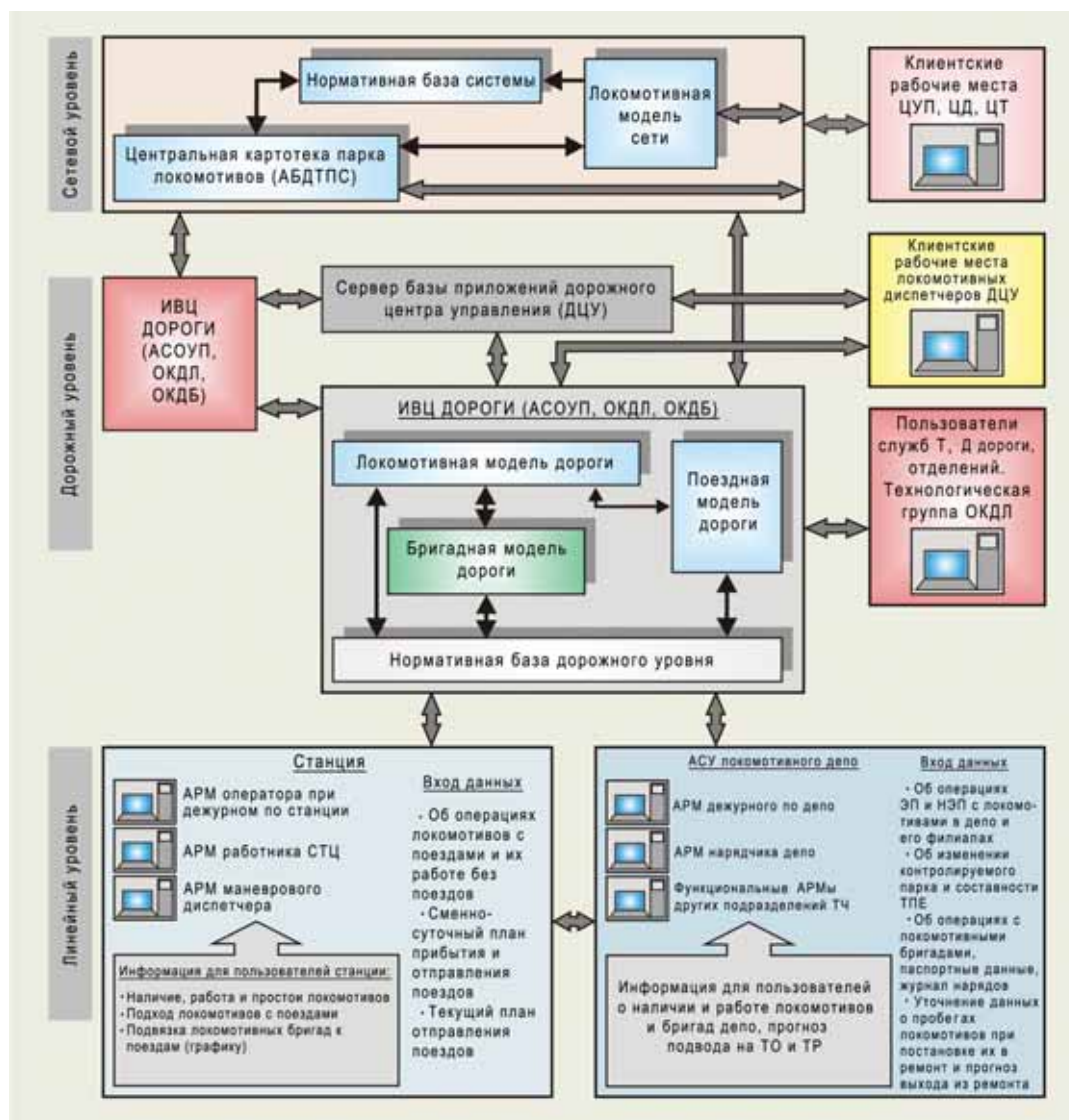 Сетевой уровень
Нормативная база системы
Локомотивная
модель
сети
Центральная картотека парка
локомотивов (АБДТПС)
Клиентские
рабочие места
ЦУП, ЦД, ЦТ
Дорожный уровень
ИВЦ
ДОРОГИ
(АСОУП,
ОКДЛ,
ОКДБ)
Сервер базы приложений дорожного
центра управления (ДЦУ)
Клиентские
рабочие места
локомотивных
диспетчеров ДЦУ
ИВЦ ДОРОГИ (АСОУП, ОКДЛ, ОКДБ)
Локомотивная модель дороги
Поездная
модель
дороги
Бригадная модель
дороги
Нормативная база дорожного уровня
Пользователи
служб Т, Д дороги,
отделений.
Технологическая
группа ОКДЛ
Линейный уровень
Станция
АРМ оператора при
дежурном по станции
АРМ работника СТЦ
АРМ маневрового
диспетчера
Вход данных
· Об операциях
локомотивов с
поездами и их
работе без
поездов
· Сменно-
суточный план
прибытия и
отправления
поездов
· Текущий план
отправления
поездов
Информация для пользователей станции:
· Наличие, работа и простои локомотивов
· Подход локомотивов с поездами
· Подвязка локомотивных бригад к
поездам (графику)
АСУ локомотивного депо
АРМ дежурного по депо
АРМ нарядчика депо
Функциональные АРМы
других подразделений ТЧ
Информация для пользователей
о наличии и работе локомотивов
и бригад депо, прогноз
подвода на ТО и ТР
Вход данных
· Об операциях
ЭП и НЭП с локомо-
тивами в депо и
его филиалах
· Об изменении
контролируемого
парка и составности
ТПЕ
· Об операциях с
локомотивными
бригадами,
паспортные данные,
журнал нарядов
· Уточнение данных
о пробегах
локомотивов при
постановке их в
ремонт и прогноз
выхода из ремонта